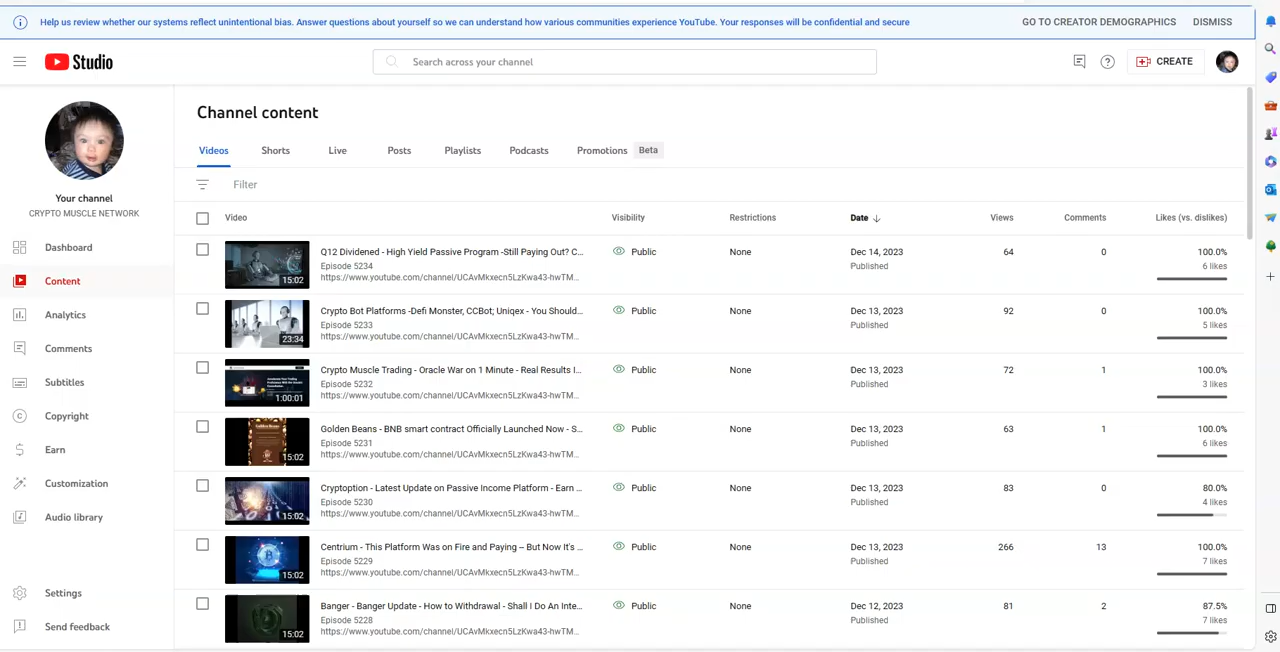 Help us review whether our systems reflect unintentional bias. Answer questions about yourself so we can understand how various communities experience YouTube. Your responses will be confidential and secure GO TO CREATOR DEMOGRAPHICS DISMISS
Studio Search across your channel CREATE
Your channel
CRYPTO MUSCLE NETWORK
Dashboard
Content
Analytics
Comments
Subtitles
Copyright
Earn
Customization
Audio library
Settings
Send feedback
Channel content
Videos Shorts Live Posts Playlists Podcasts Promotions Beta
Filter
Video Visibility Restrictions Date Views Comments Likes (vs. dislikes)
Q12 Dividened - High Yield Passive Program -Still Paying Out? C... Public None Dec 14, 2023 64 0 100.0%
Episode 5234 Published 6 likes
15:02 https://www.youtube.com/channel/UCAvMkxecn5LzKwa43-hwTM...
Crypto Bot Platforms -Defi Monster, CCBot; Uniqex - You Should... Public None Dec 13, 2023 92 0 100.0%
Episode 5233 Published 5 likes
23:34 https://www.youtube.com/channel/UCAvMkxecn5LzKwa43-hwTM...
Crypto Muscle Trading - Oracle War on 1 Minute - Real Results I... Public None Dec 13, 2023 72 1 100.0%
Episode 5232 Published 3 likes
1:00:01 https://www.youtube.com/channel/UCAvMkxecn5LzKwa43-hwTM...
Golden Beans - BNB smart contract Officially Launched Now - S... Public None Dec 13, 2023 63 1 100.0%
Episode 5231 Published 6 likes
15:02 https://www.youtube.com/channel/UCAvMkxecn5LzKwa43-hwTM...
Cryptoption - Latest Update on Passive Income Platform - Earn ... Public None Dec 13, 2023 83 0 80.0%
Episode 5230 Published 4 likes
15:02 https://www.youtube.com/channel/UCAvMkxecn5LzKwa43-hwTM...
Centrium - This Platform Was on Fire and Paying – But Now It's ... Public None Dec 13, 2023 266 13 100.0%
Episode 5229 Published 7 likes
15:02 https://www.youtube.com/channel/UCAvMkxecn5LzKwa43-hwTM...
Banger - Banger Update - How to Withdrawal - Shall I Do An Inte... Public None Dec 12, 2023 81 2 87.5%
Episode 5228 Published 7 likes
15:02 https://www.youtube.com/channel/UCAvMkxecn5LzKwa43-hwTM...